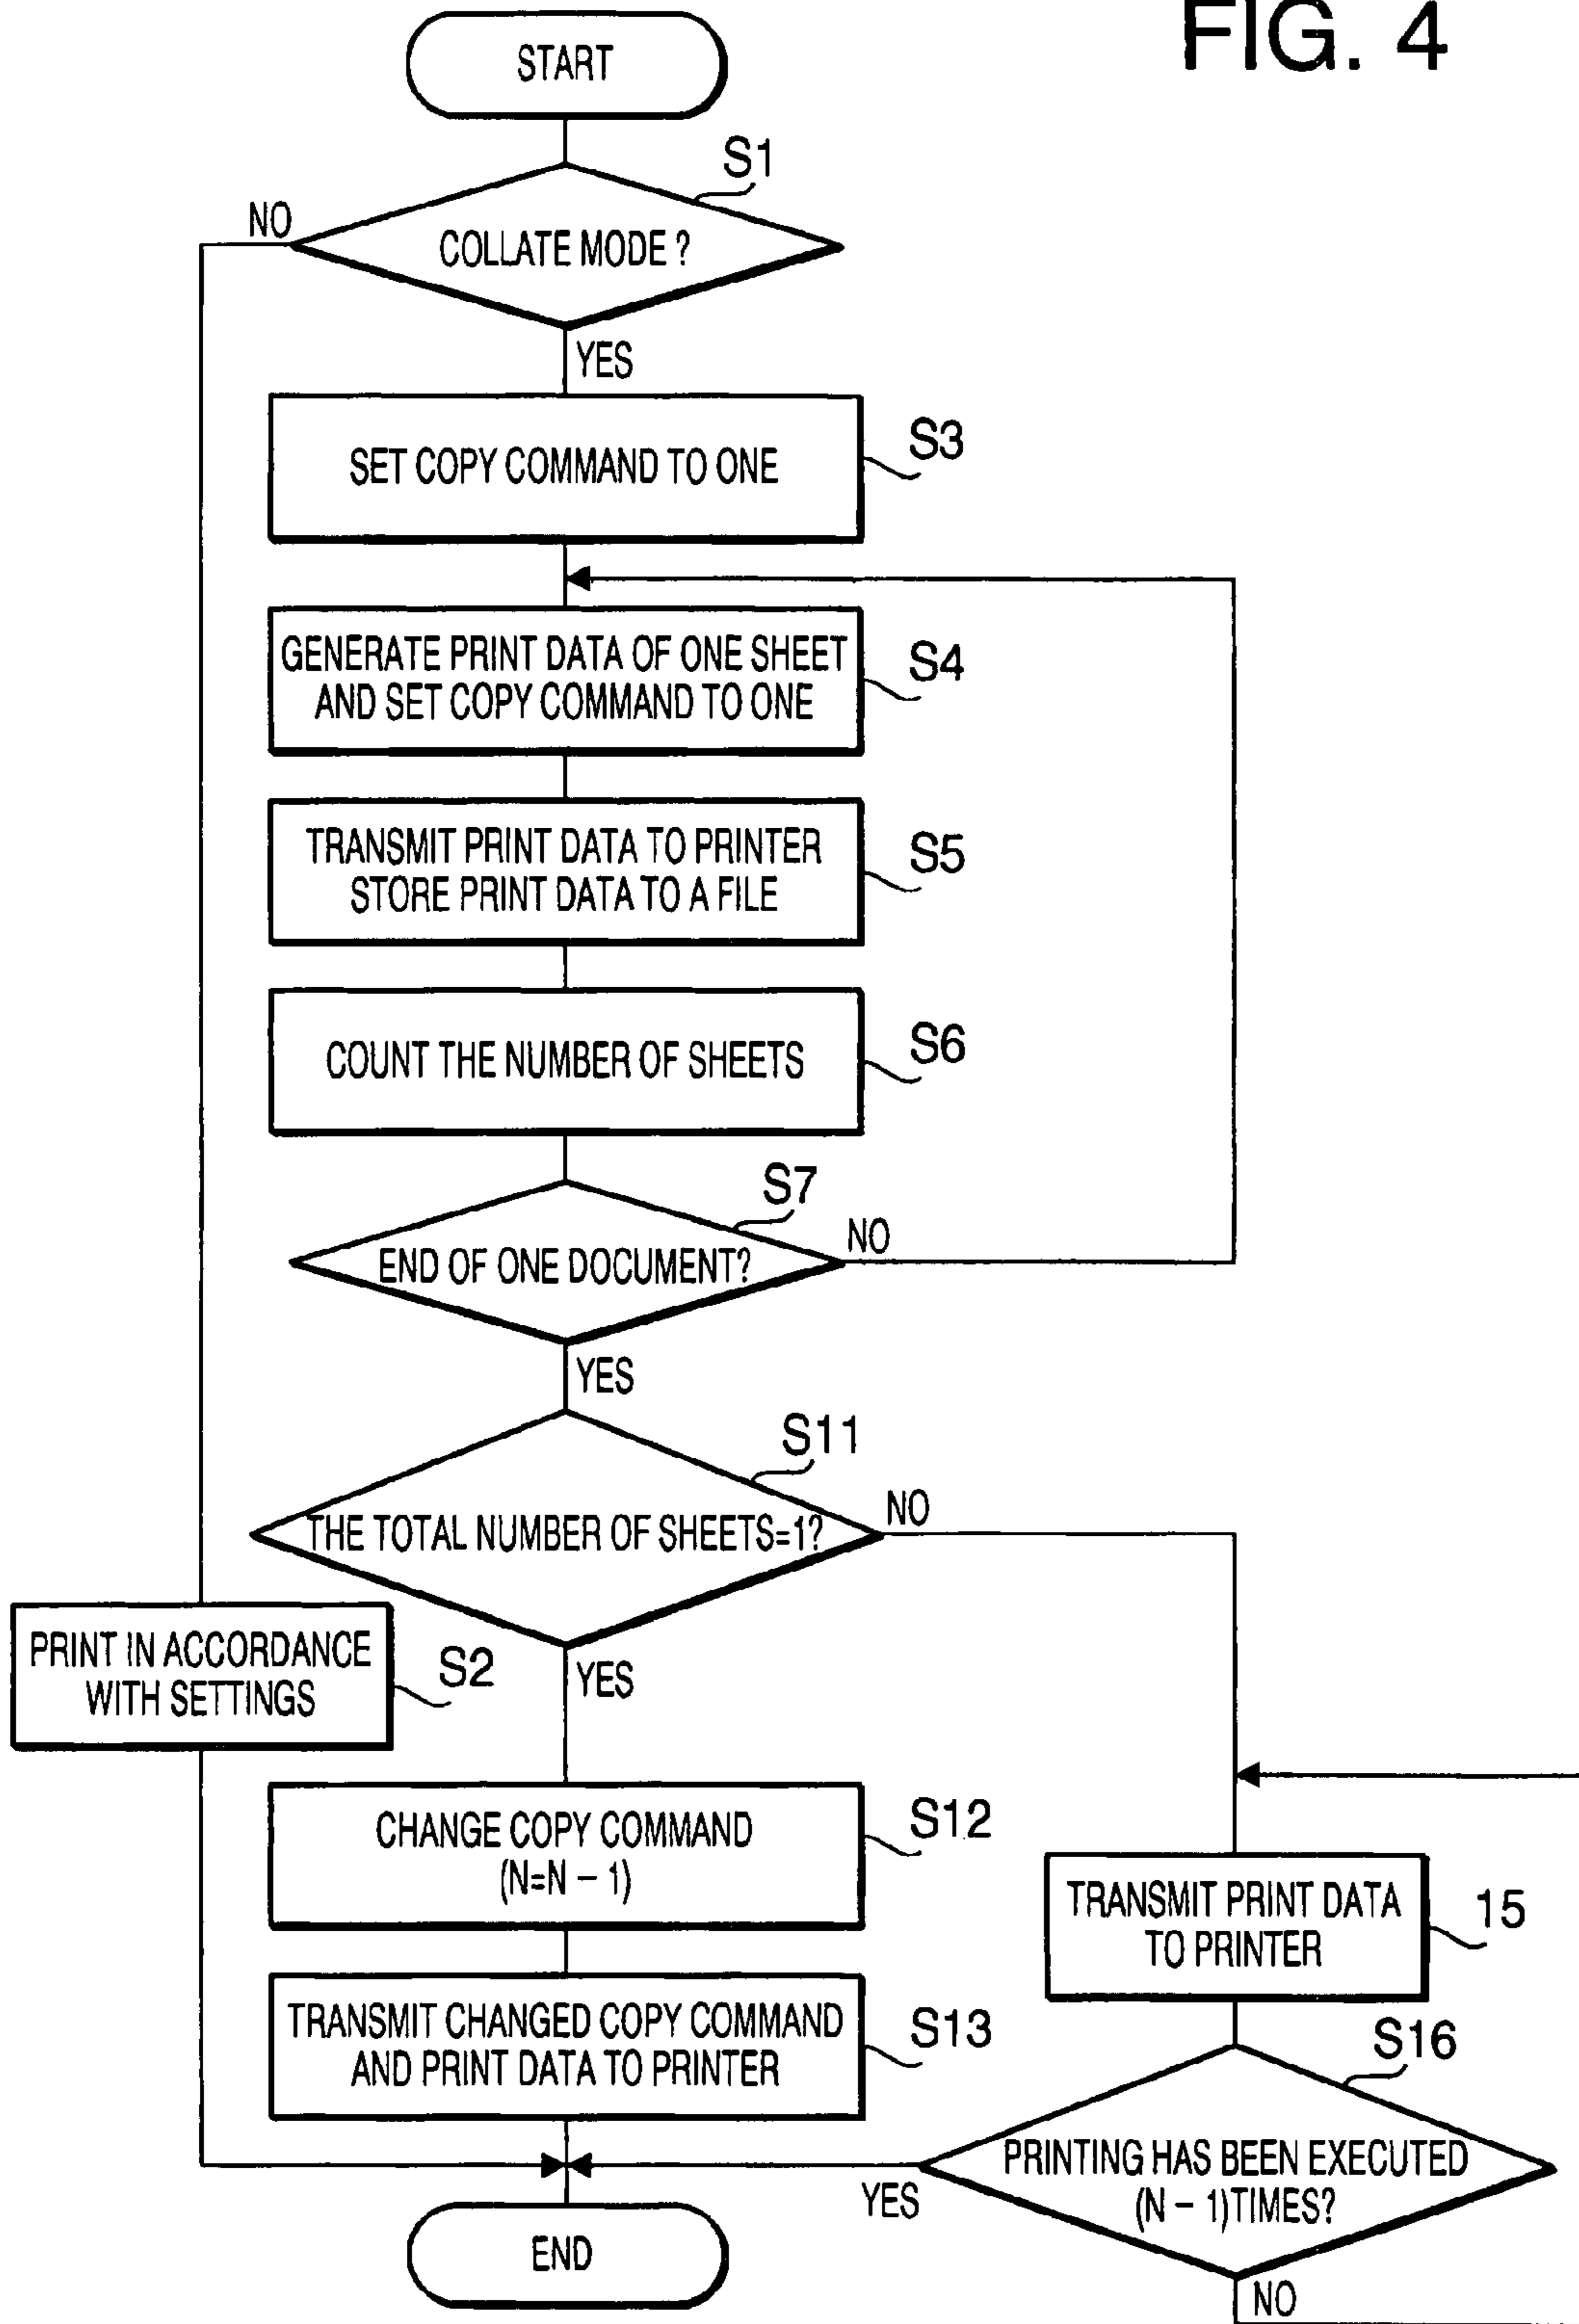 FIG. 4
START
S1
NO
COLLATE MODE ?
YES
S3
SET COPY COMMAND TO ONE
GENERATE PRINT DATA OF ONE SHEET
AND SET COPY COMMAND TO ONE
S4
TRANSMIT PRINT DATA TO PRINTER
STORE PRINT DATA TO A FILE
S5
COUNT THE NUMBER OF SHEETS
S6
S7
END OF ONE DOCUMENT?
NO
YES
S11
THE TOTAL NUMBER OF SHEETS=1?
NO
YES
PRINT IN ACCORDANCE
WITH SETTINGS
S2
CHANGE COPY COMMAND
(N=N – 1)
S12
TRANSMIT PRINT DATA
TO PRINTER
15
TRANSMIT CHANGED COPY COMMAND
AND PRINT DATA TO PRINTER
S13
S16
PRINTING HAS BEEN EXECUTED
(N – 1)TIMES?
YES
NO
END